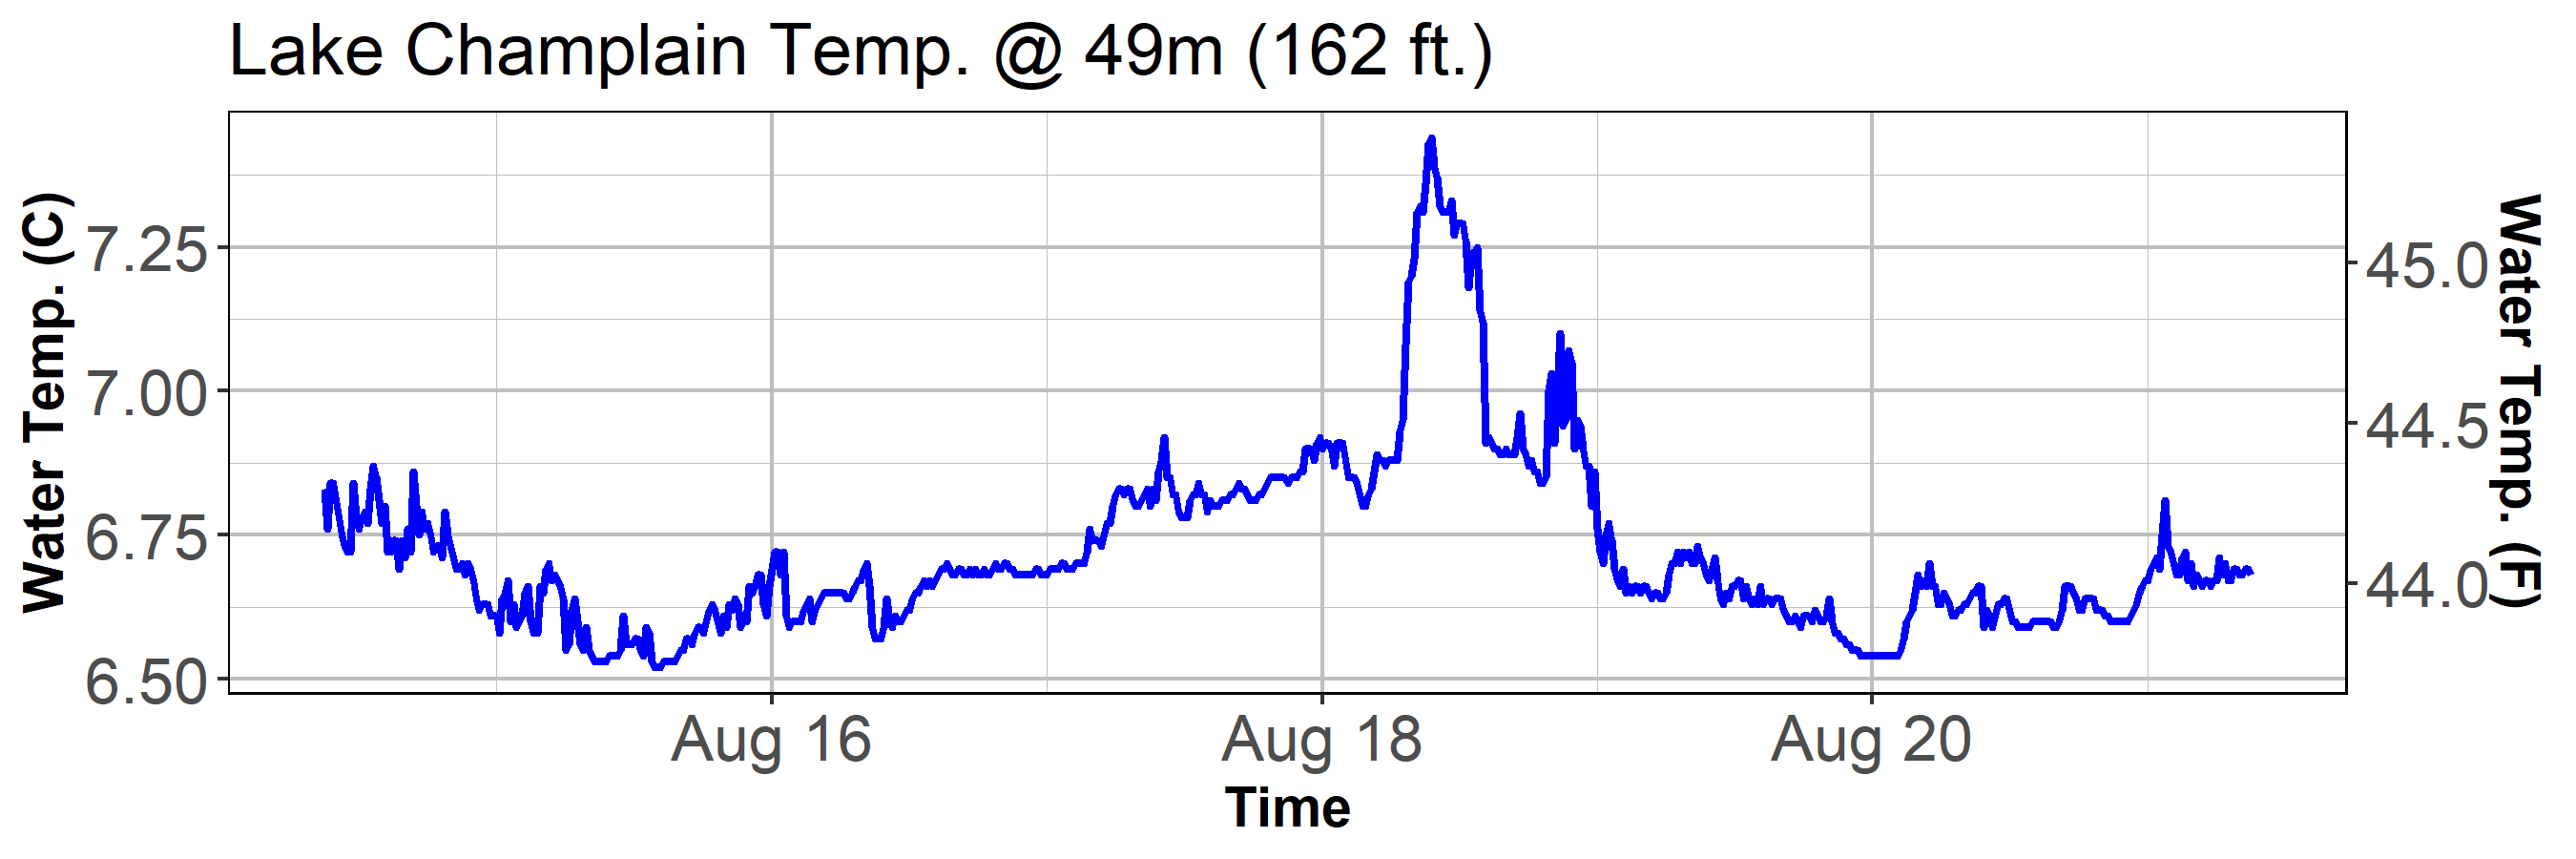 Lake Champlain Temp. @ 49m (162 ft.)
Water Temp. (C)
7.25
7.00
6.75
6.50
45.0
44.5
44.0
Water Temp. (F)
Aug 16
Aug 18
Aug 20
Time